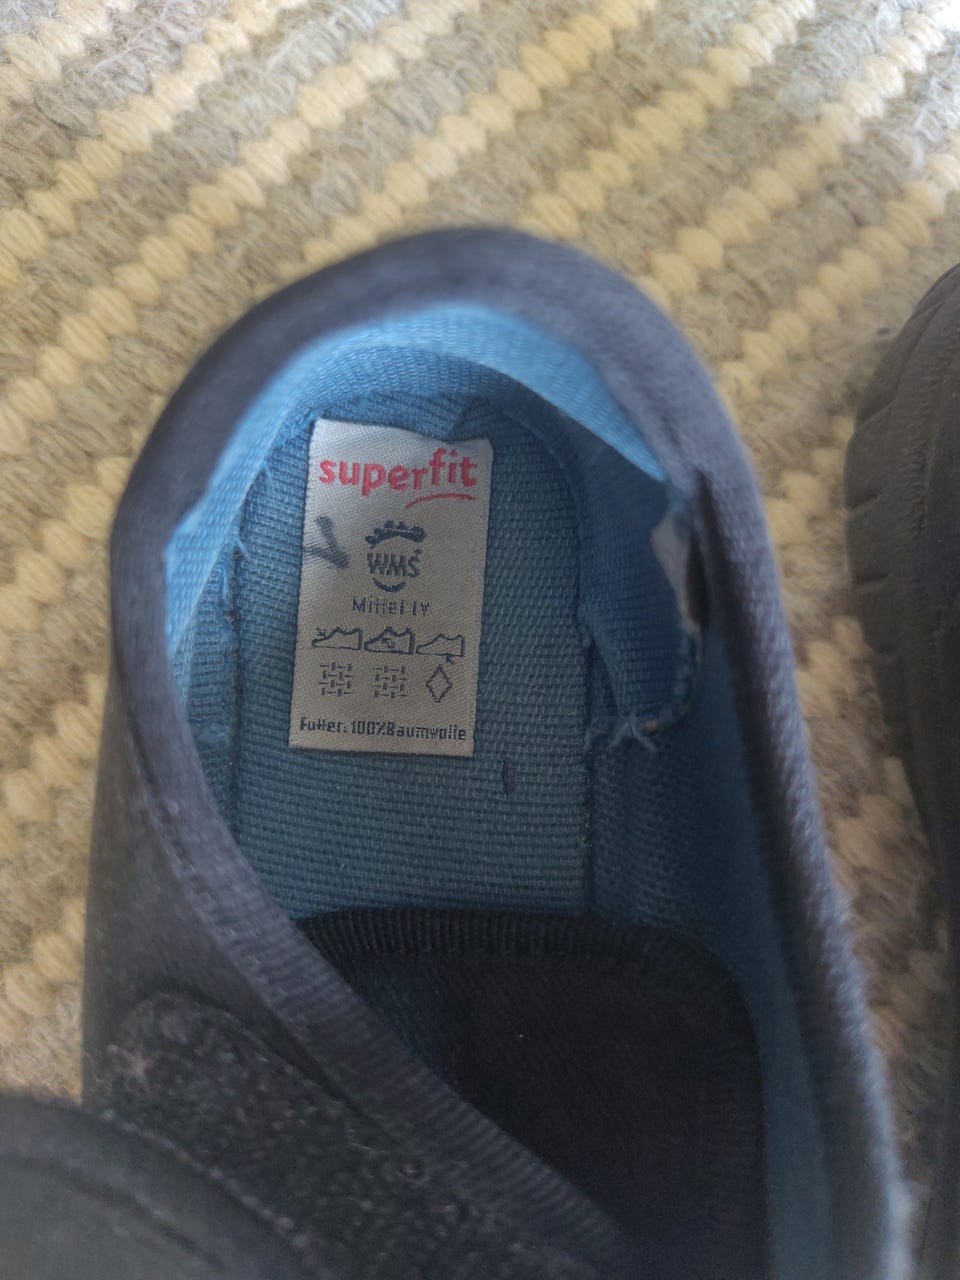 superfit
WMS
Mittel IV
Futter: 100% Baumwolle